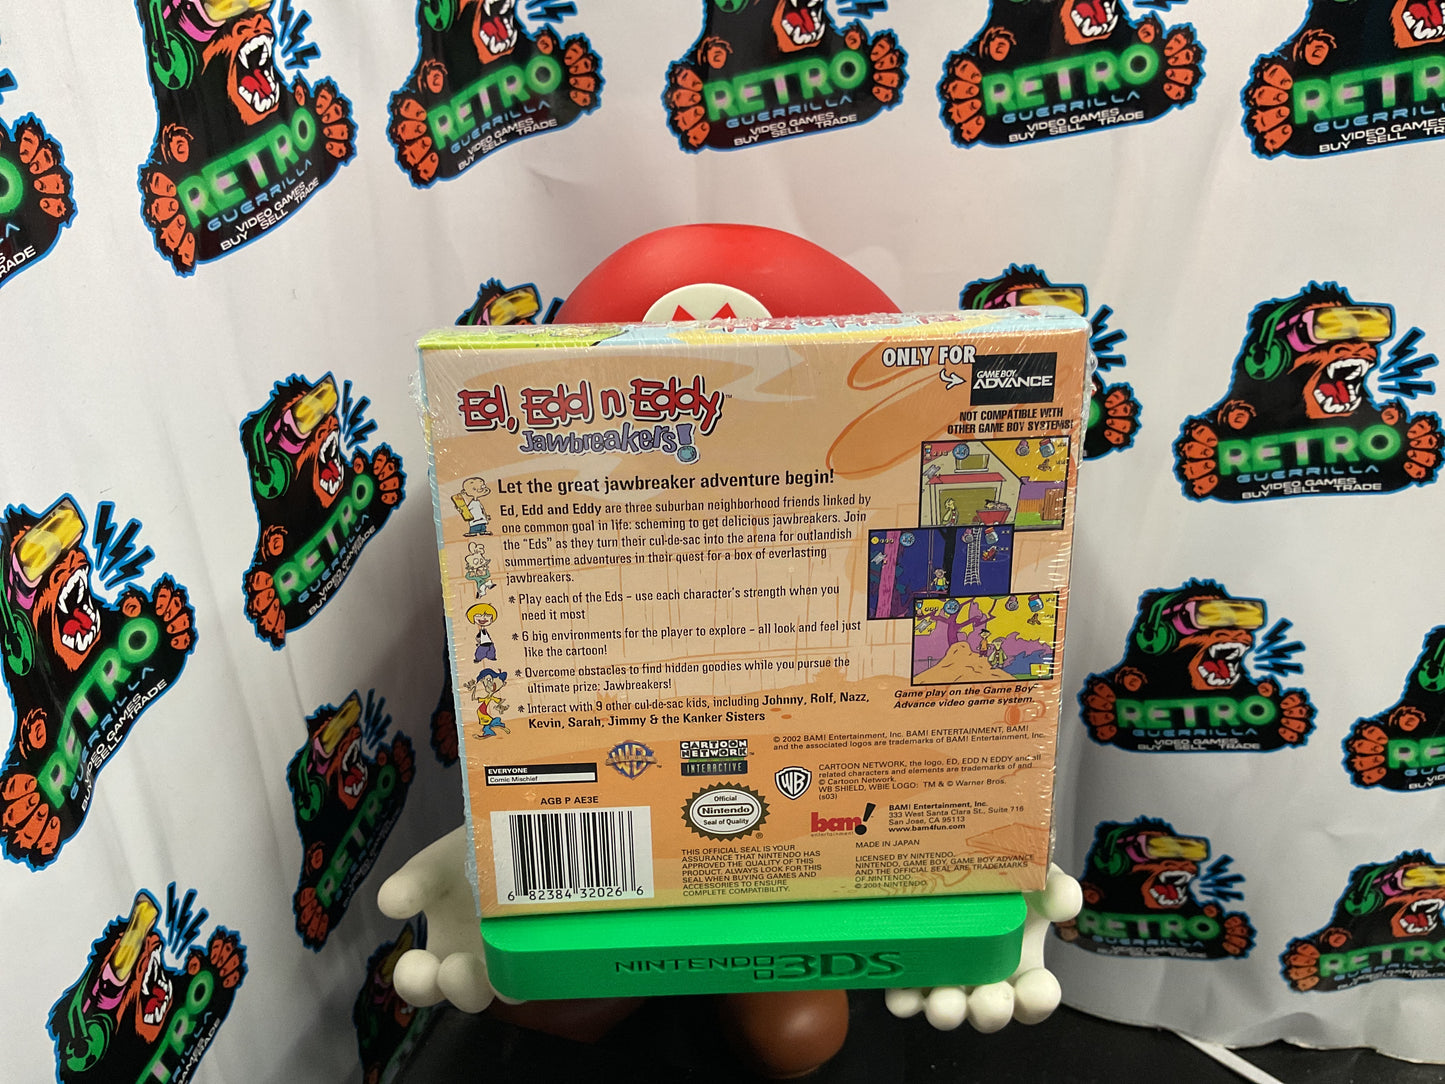 RETRO
GUERRILLA
VIDEO GAMES
BUY SELL TRADE
ONLY FOR
GAME BOY
ADVANCE
NOT COMPATIBLE WITH
OTHER GAME BOY SYSTEMS!
Ed, Edd n Eddy™
Jawbreakers!
Let the great jawbreaker adventure begin!
Ed, Edd and Eddy are three suburban neighborhood friends linked by
one common goal in life: scheming to get delicious jawbreakers. Join
the "Eds" as they turn their cul-de-sac into the arena for outlandish
summertime adventures in their quest for a box of everlasting
jawbreakers.
* Play each of the Eds – use each character's strength when you
need it most
* 6 big environments for the player to explore – all look and feel just
like the cartoon!
* Overcome obstacles to find hidden goodies while you pursue the
ultimate prize: Jawbreakers!
* Interact with 9 other cul-de-sac kids, including Johnny, Rolf, Nazz,
Kevin, Sarah, Jimmy & the Kanker Sisters
Game play on the Game Boy
Advance video game system.
© 2002 BAM! Entertainment, Inc. BAM! ENTERTAINMENT, BAM!
and the associated logos are trademarks of BAM! Entertainment, Inc.
EVERYONE
Comic Mischief
CARTOON
NETWORK
INTERACTIVE
WB
CARTOON NETWORK, the logo, ED, EDD N EDDY and all
related characters and elements are trademarks of and
© Cartoon Network.
WB SHIELD, WBIE LOGO: TM & © Warner Bros.
(s03)
AGB P AE3E
6 82384 32026 6
Official
Nintendo
Seal of Quality
®
THIS OFFICIAL SEAL IS YOUR
ASSURANCE THAT NINTENDO HAS
APPROVED THE QUALITY OF THIS
PRODUCT. ALWAYS LOOK FOR THIS
SEAL WHEN BUYING GAMES AND
ACCESSORIES TO ENSURE
COMPLETE COMPATIBILITY.
bam!
entertainment
BAM! Entertainment, Inc.
333 West Santa Clara St., Suite 716
San Jose, CA 95113
www.bam4fun.com
MADE IN JAPAN
LICENSED BY NINTENDO.
NINTENDO, GAME BOY, GAME BOY ADVANCE
AND THE OFFICIAL SEAL ARE TRADEMARKS
OF NINTENDO.
© 2001 NINTENDO
NINTENDO 3DS